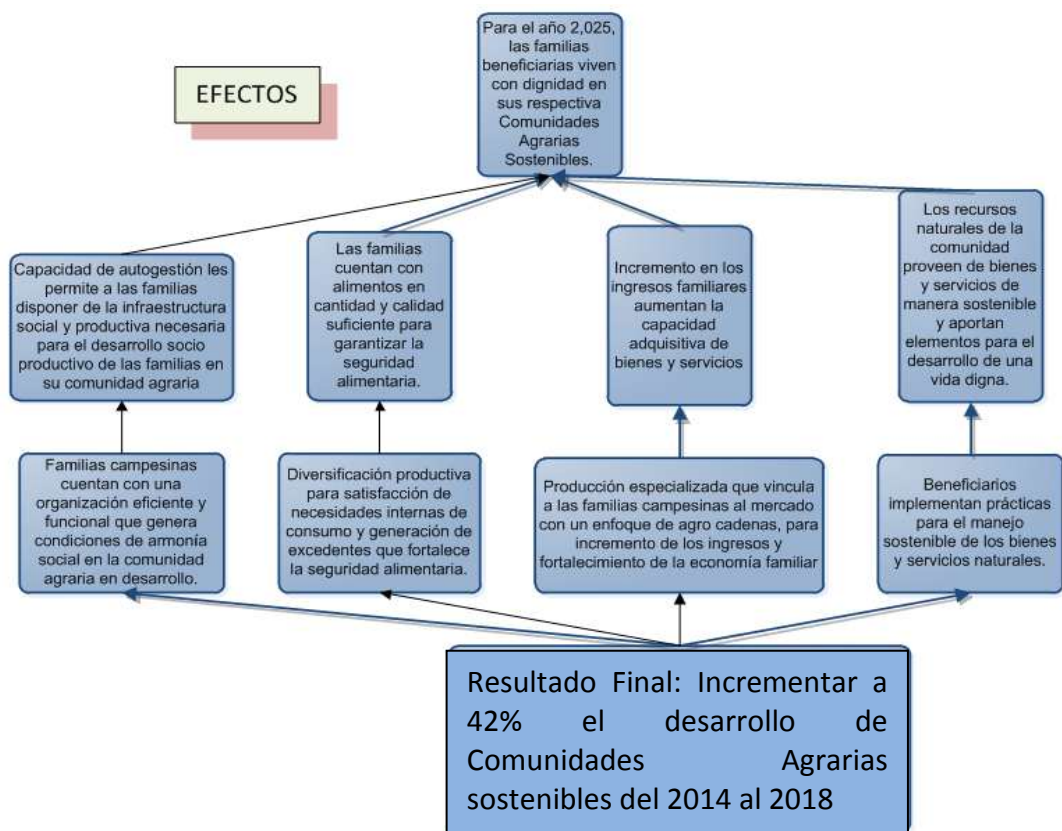 Para el año 2,025,
las familias
beneficiarias viven
con dignidad en
sus respectiva
Comunidades
Agrarias
Sostenibles.
EFECTOS
Capacidad de autogestión les
permite a las familias
disponer de la infraestructura
social y productiva necesaria
para el desarrollo socio
productivo de las familias en
su comunidad agraria
Las familias
cuentan con
alimentos en
cantidad y calidad
suficiente para
garantizar la
seguridad
alimentaria.
Incremento en los
ingresos familiares
aumentan la
capacidad
adquisitiva de
bienes y servicios
Los recursos
naturales de la
comunidad
proveen de bienes
y servicios de
manera sostenible
y aportan
elementos para el
desarrollo de una
vida digna.
Familias campesinas
cuentan con una
organización eficiente y
funcional que genera
condiciones de armonía
social en la comunidad
agraria en desarrollo.
Diversificación productiva
para satisfacción de
necesidades internas de
consumo y generación de
excedentes que fortalece
la seguridad alimentaria.
Producción especializada que vincula
a las familias campesinas al mercado
con un enfoque de agro cadenas, para
incremento de los ingresos y
fortalecimiento de la economía familiar
Beneficiarios
implementan prácticas
para el manejo
sostenible de los bienes
y servicios naturales.
Resultado Final: Incrementar a
42% el desarrollo de
Comunidades Agrarias
sostenibles del 2014 al 2018